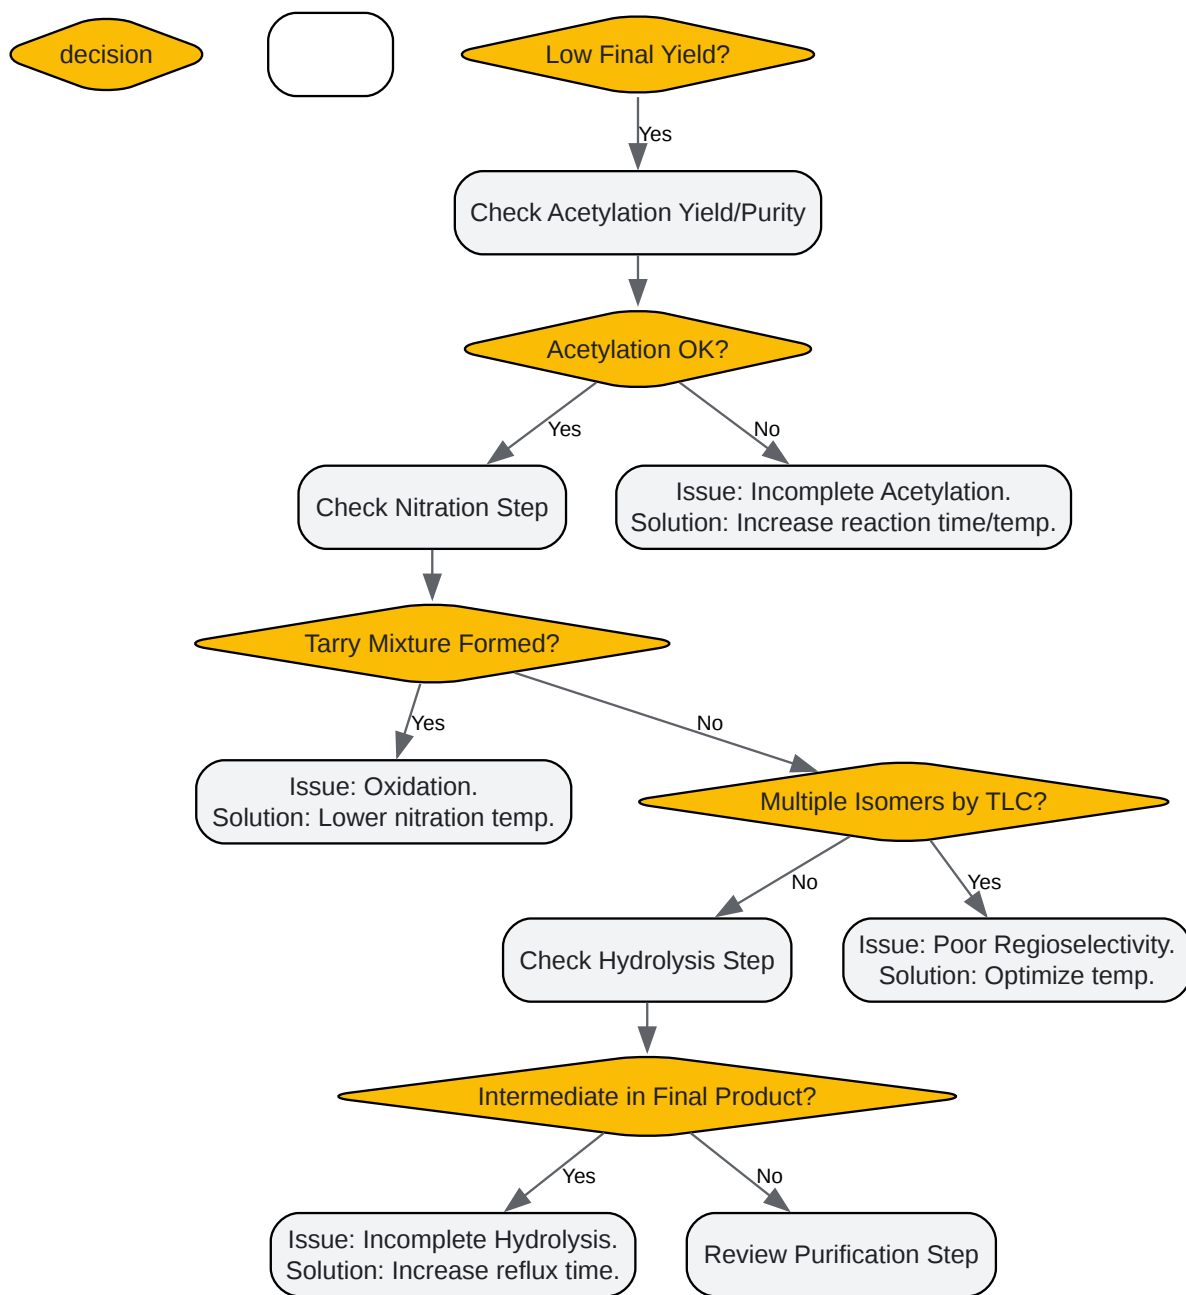 decision
Low Final Yield?
Yes
Check Acetylation Yield/Purity
Acetylation OK?
Yes
No
Check Nitration Step
Issue: Incomplete Acetylation.
Solution: Increase reaction time/temp.
Tarry Mixture Formed?
Yes
No
Issue: Oxidation.
Solution: Lower nitration temp.
Multiple Isomers by TLC?
No
Yes
Check Hydrolysis Step
Issue: Poor Regioselectivity.
Solution: Optimize temp.
Intermediate in Final Product?
Yes
No
Issue: Incomplete Hydrolysis.
Solution: Increase reflux time.
Review Purification Step